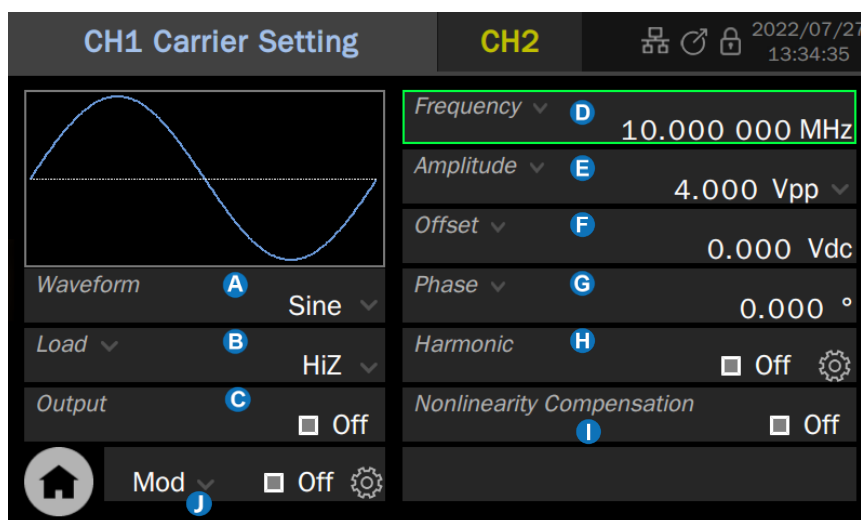 CH1 Carrier Setting
CH2
2022/07/27
13:34:35
Frequency D
10.000 000 MHz
Amplitude E
4.000 Vpp
Offset F
0.000 Vdc
Waveform A
Sine
Phase G
0.000 °
Load B
HiZ
Harmonic H
Off
Output C
Off
Nonlinearity Compensation
I
Off
Mod Off
J